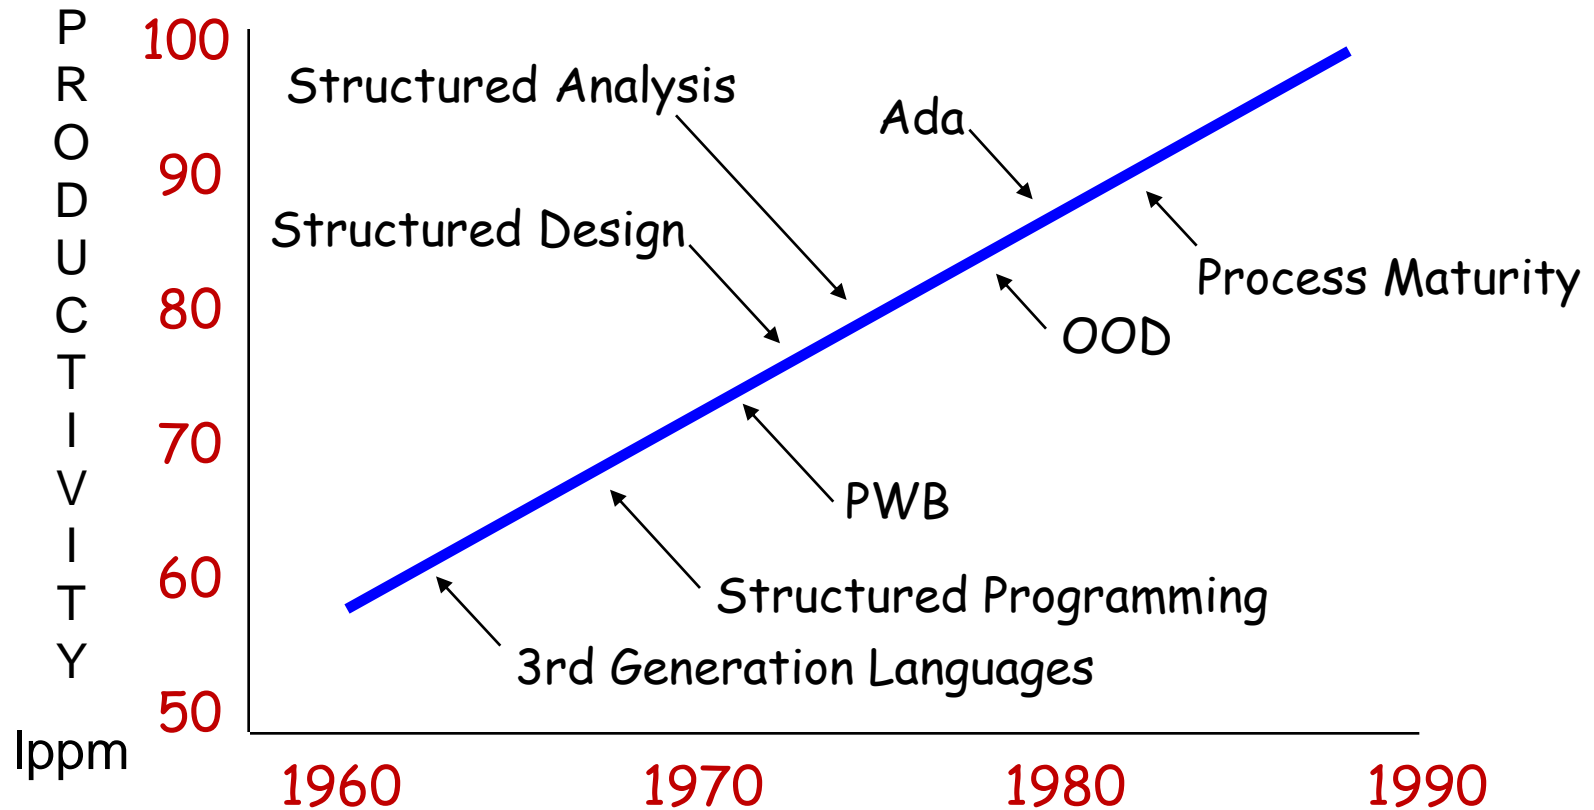 PRODUCTIVITY
lppm
100
90
80
70
60
50
Structured Analysis
Ada
Structured Design
Process Maturity
OOD
PWB
Structured Programming
3rd Generation Languages
1960 1970 1980 1990